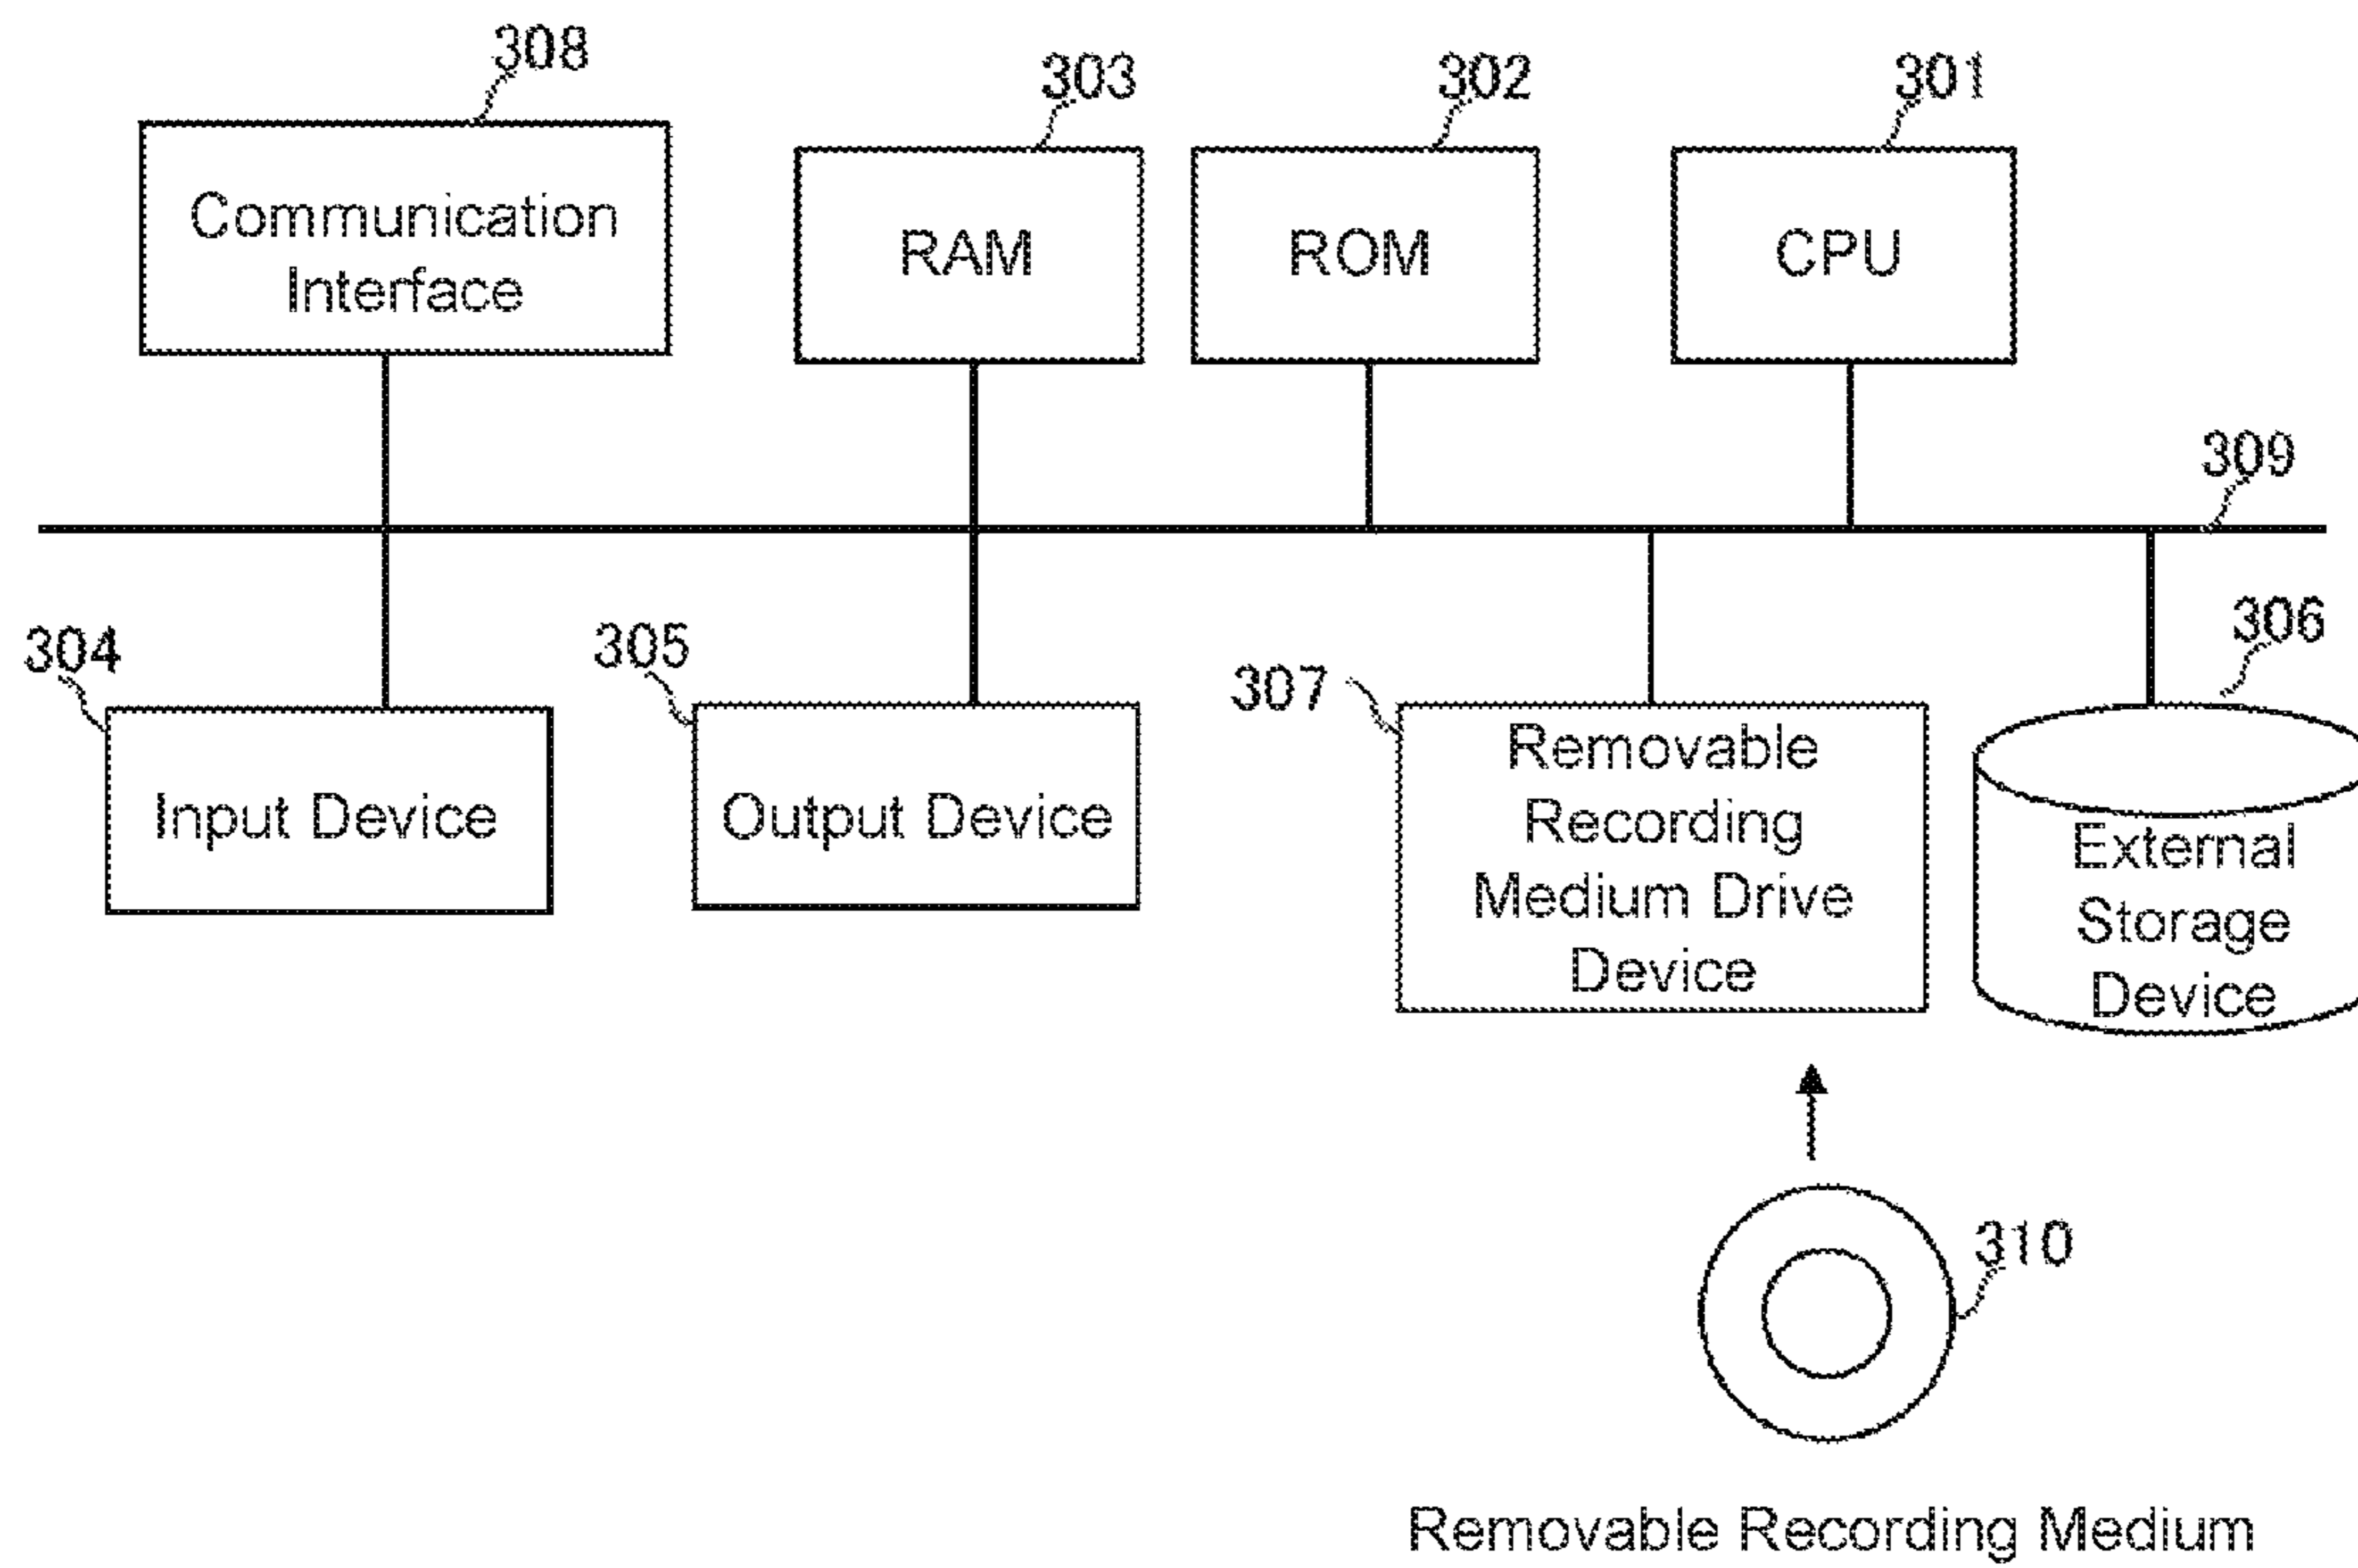 308
303
302
301
Communication
Interface
RAM
ROM
CPU
309
304
305
307
306
Input Device
Output Device
Removable
Recording
Medium Drive
Device
External
Storage
Device
310
Removable Recording Medium